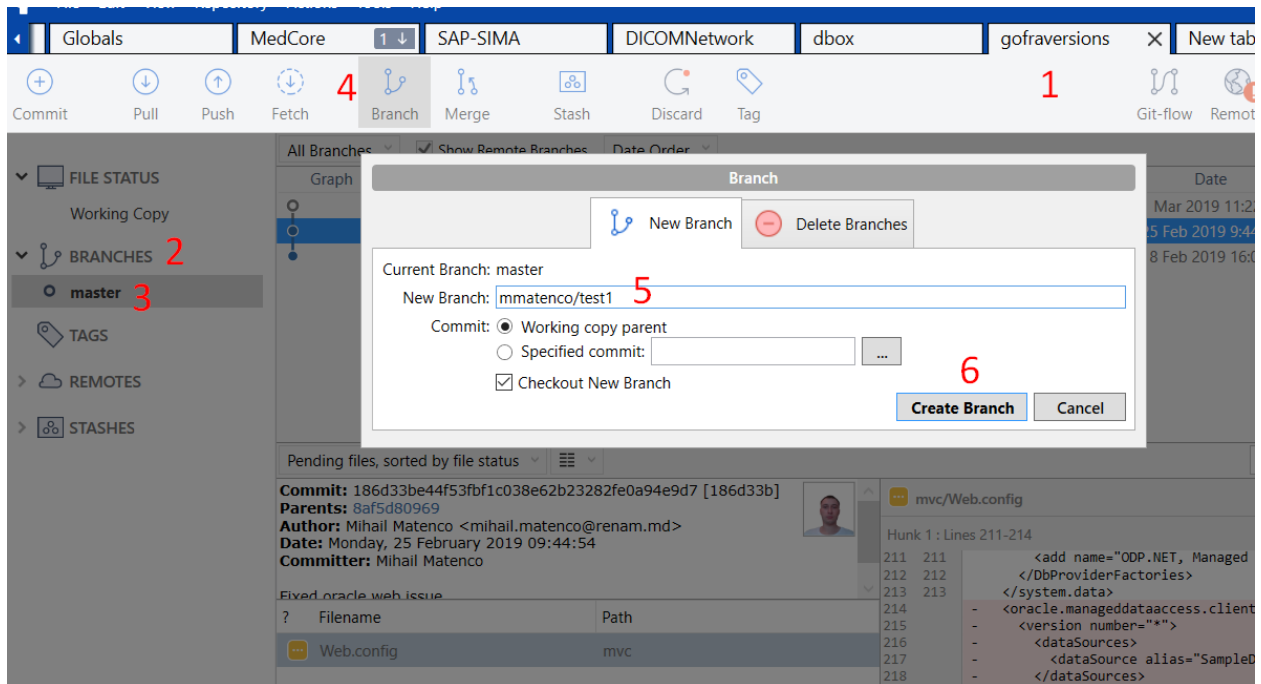 Globals MedCore 1 ↓ SAP-SIMA DICOMNetwork dbox gofraversions New tab
4 1
Commit Pull Push Fetch Branch Merge Stash Discard Tag Git-flow Remot
All Branches Show Remote Branches Date Order
FILE STATUS
Graph Branch Date
Working Copy
New Branch Delete Branches
Mar 2019 11:2
25 Feb 2019 9:44
BRANCHES 2
8 Feb 2019 16:0
Current Branch: master
master 3
New Branch: mmatenco/test1 5
Commit: Working copy parent
TAGS
Specified commit: ...
REMOTES
Checkout New Branch 6
Create Branch Cancel
STASHES
Pending files, sorted by file status
Commit: 186d33be44f53fbf1c038e62b23282fe0a94e9d7 [186d33b]
Parents: 8af5d80969
Author: Mihail Matenco <mihail.matenco@renam.md>
Date: Monday, 25 February 2019 09:44:54
Committer: Mihail Matenco
Fixed oracle web issue
? Filename Path
Web.config mvc
mvc/Web.config
Hunk 1 : Lines 211-214
211 211 <add name="ODP.NET, Managed
212 212 </DbProviderFactories>
213 213 </system.data>
214 - <oracle.manageddataaccess.client
215 - <version number="*">
216 - <dataSources>
217 - <dataSource alias="SampleD
218 - </dataSources>